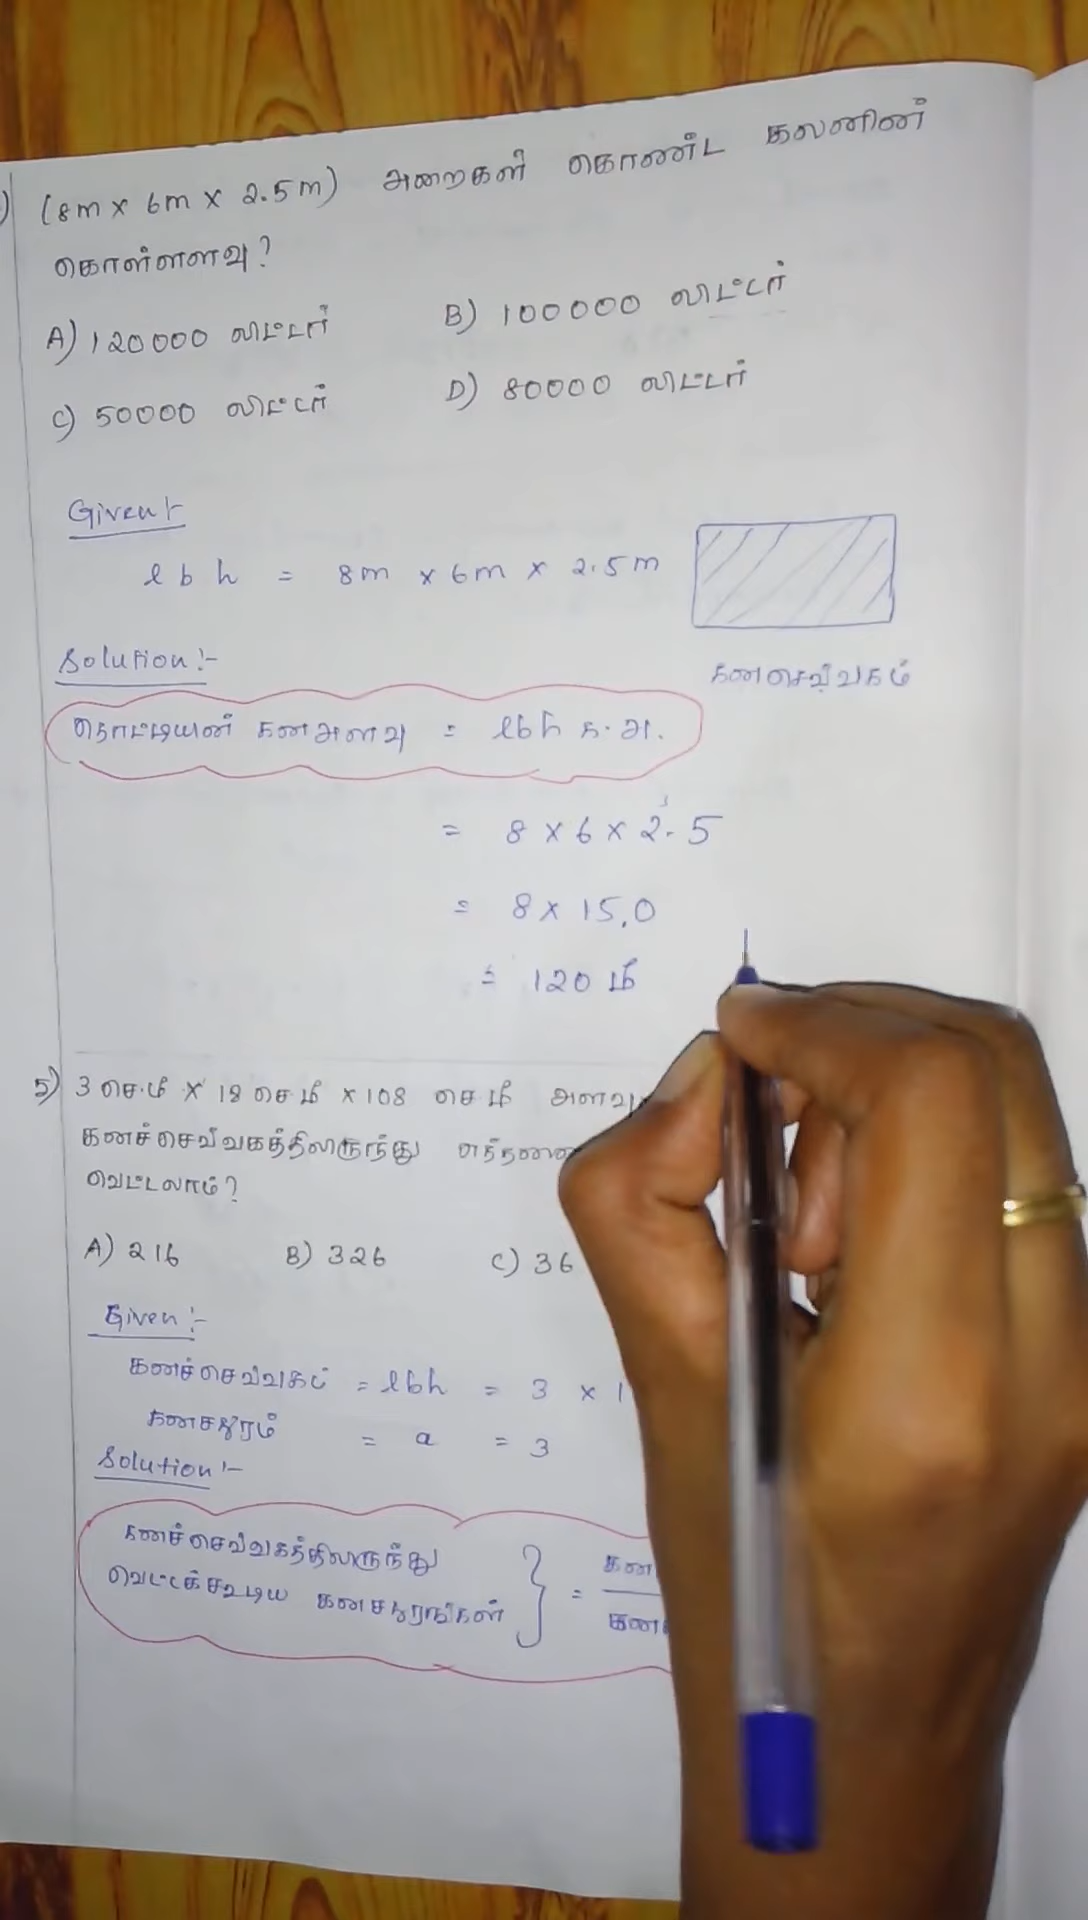 ) (8m x 6m x 2.5m) அறைகள் கொண்ட கலனின்
கொள்ளளவு?
A) 120000 லிட்டர்
B) 100000 லிட்டர்
C) 50000 லிட்டர்
D) 80000 லிட்டர்
Given :-
l b h = 8m x 6m x 2.5m
கனசெவ்வகம்
Solution :-
தொட்டியின் கனஅளவு = lbh க.அ.
= 8 x 6 x 2.5
= 8 x 15.0
= 120 மீ
5) 3 செ.மீ x 18 செ.மீ x 108 செ.மீ
கனச்செவ்வகத்திலிருந்து
வெட்டலாம்?
A) 216 B) 326 C) 36
Given :-
கனச்செவ்வகம் = lbh = 3 x 1
கனசதுரம் = a = 3
Solution :-
கனச்செவ்வகத்திலிருந்து
வெட்டக்கூடிய கனசதுரங்கள் } =